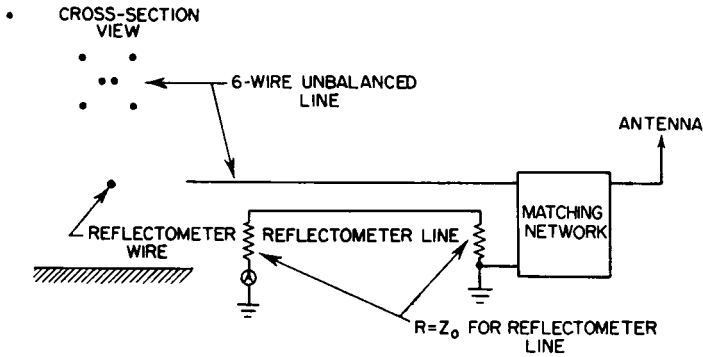 CROSS-SECTION
VIEW
6-WIRE UNBALANCED
LINE
ANTENNA
MATCHING
NETWORK
REFLECTOMETER
WIRE
REFLECTOMETER LINE
A
R=Z₀ FOR REFLECTOMETER
LINE